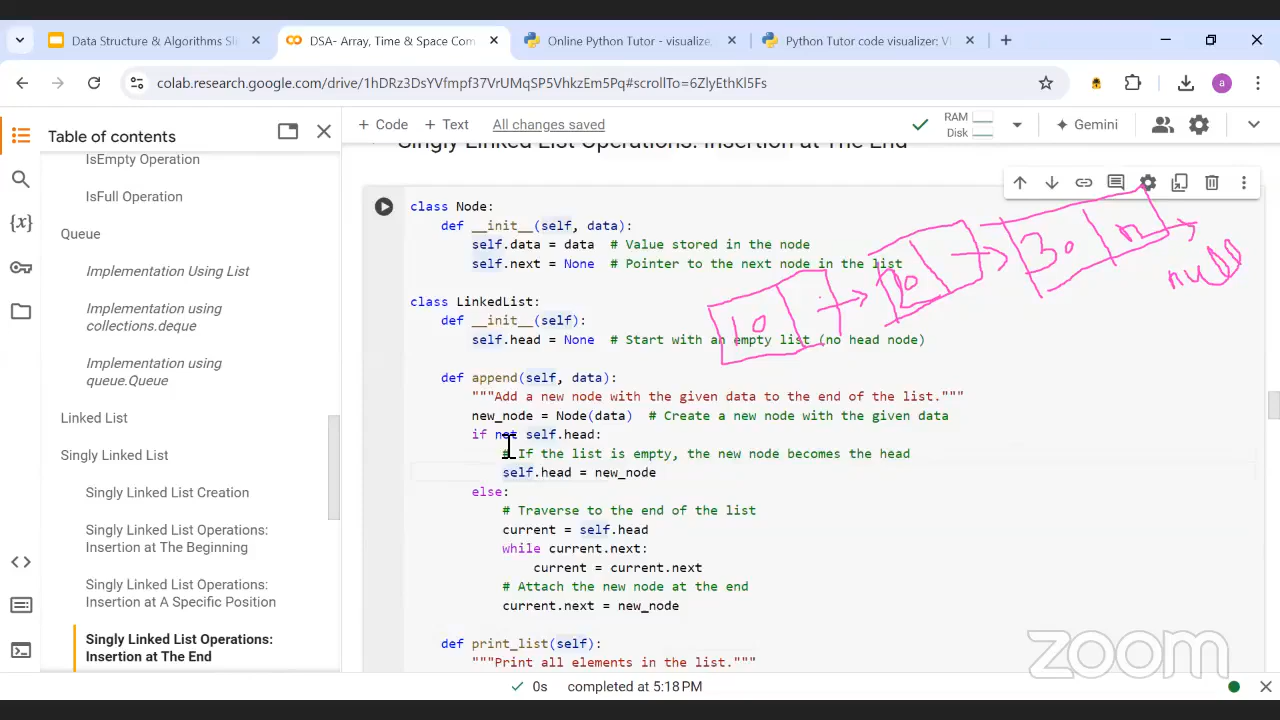 Data Structure & Algorithms Sli
DSA- Array, Time & Space Com
Online Python Tutor - visualize
Python Tutor code visualizer: Vi
colab.research.google.com/drive/1hDRz3DsYVfmpf37VrUMqSP5VhkzEm5Pq#scrollTo=6ZlyEthKl5Fs
a
Table of contents
+ Code
+ Text
All changes saved
RAM
Disk
Gemini
IsEmpty Operation
IsFull Operation
Queue
Implementation Using List
Implementation using
collections.deque
Implementation using
queue.Queue
Linked List
Singly Linked List
Singly Linked List Creation
Singly Linked List Operations:
Insertion at The Beginning
Singly Linked List Operations:
Insertion at A Specific Position
Singly Linked List Operations:
Insertion at The End
Singly Linked List Operations: Insertion at The End
class Node:
def __init__(self, data):
self.data = data # Value stored in the node
self.next = None # Pointer to the next node in the list
class LinkedList:
def __init__(self):
self.head = None # Start with an empty list (no head node)
def append(self, data):
"""Add a new node with the given data to the end of the list."""
new_node = Node(data) # Create a new node with the given data
if not self.head:
# If the list is empty, the new node becomes the head
self.head = new_node
else:
# Traverse to the end of the list
current = self.head
while current.next:
current = current.next
# Attach the new node at the end
current.next = new_node
def print_list(self):
"""Print all elements in the list."""
10
20
30
n
null
zoom
0s completed at 5:18 PM